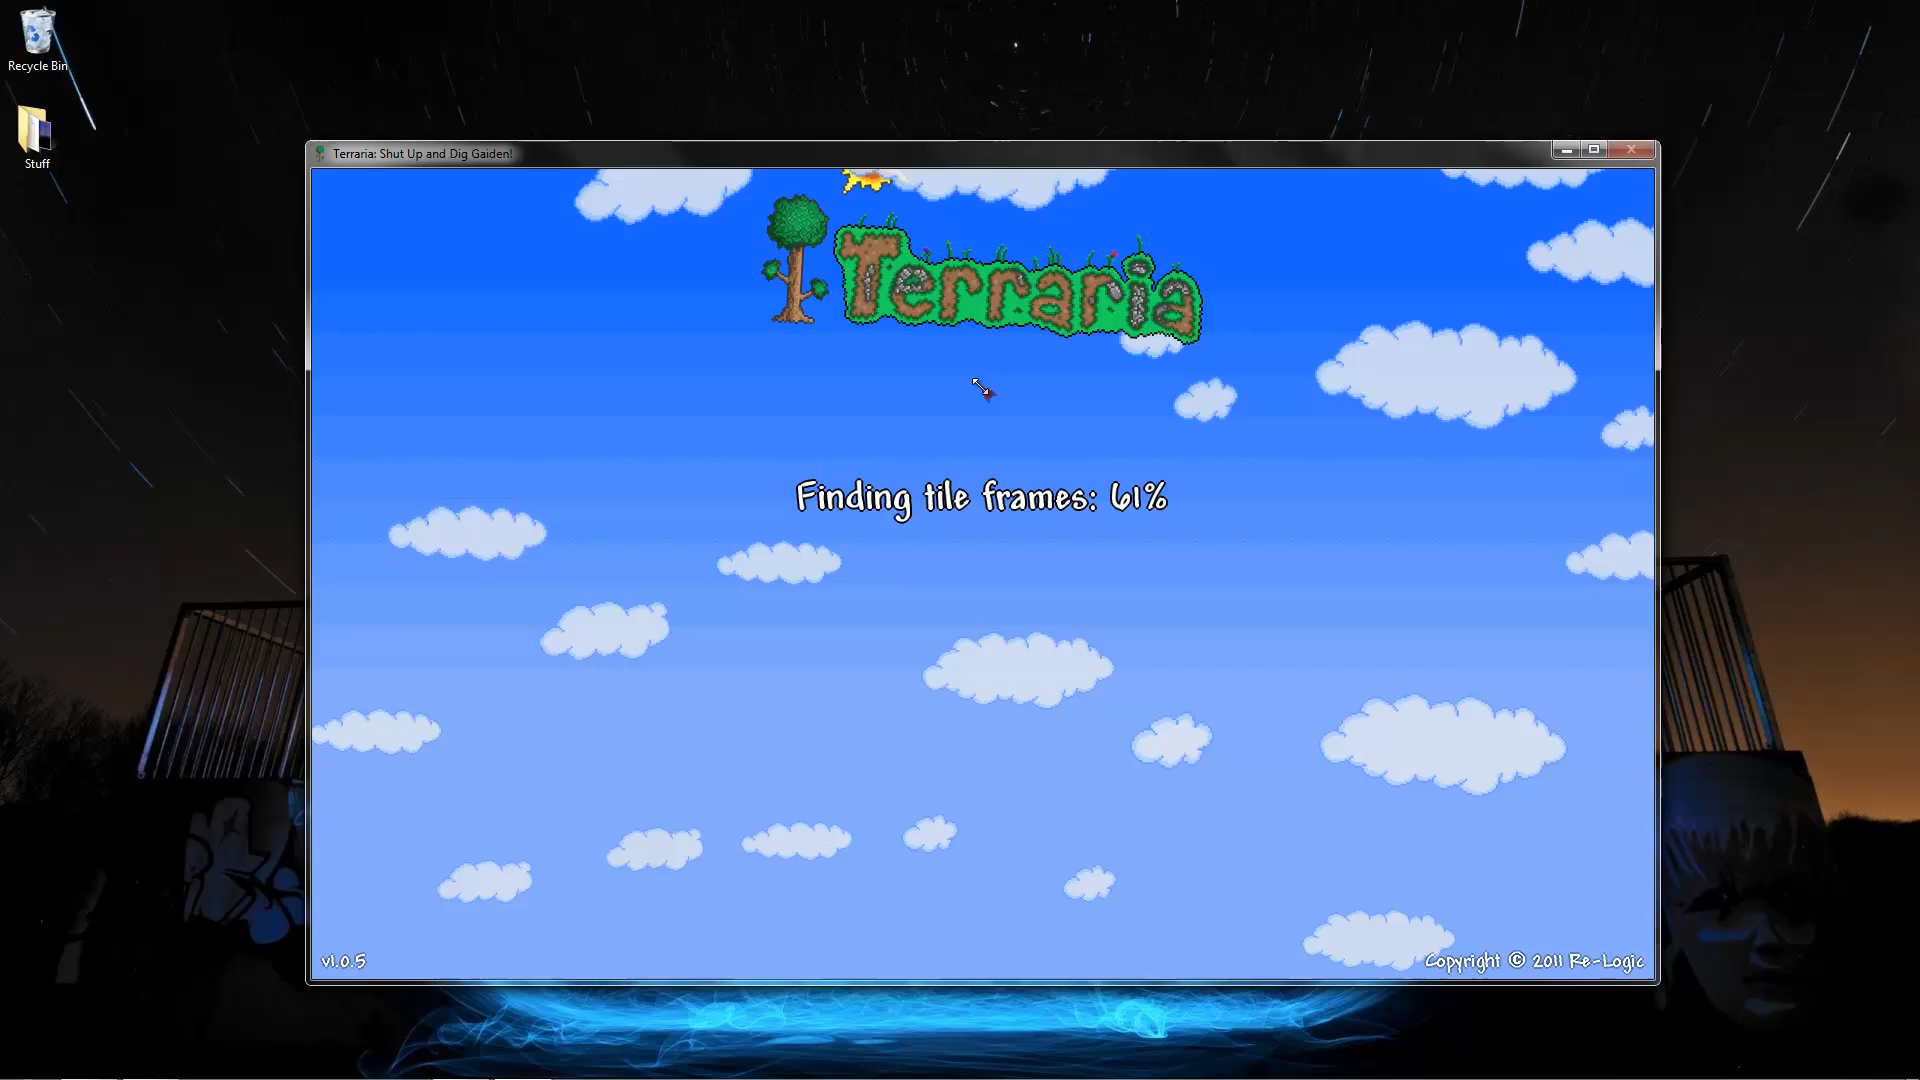 Recycle Bin
Stuff
Terraria: Shut Up and Dig Gaiden!
Terraria
Finding tile frames: 61%
v1.0.5
Copyright © 2011 Re-Logic